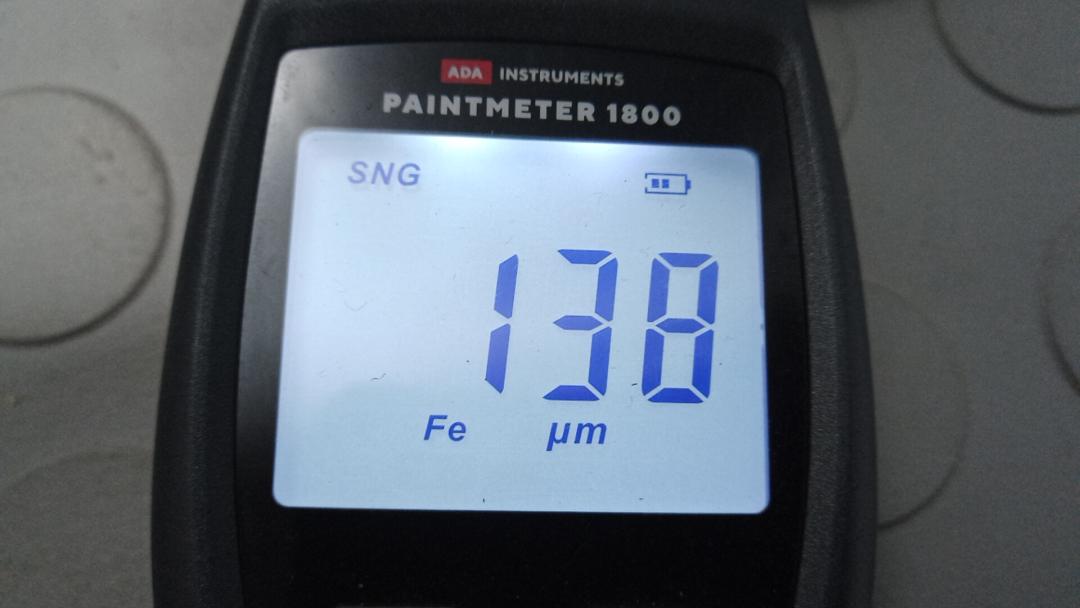 ADA INSTRUMENTS
PAINTMETER 1800
SNG
138
Fe µm